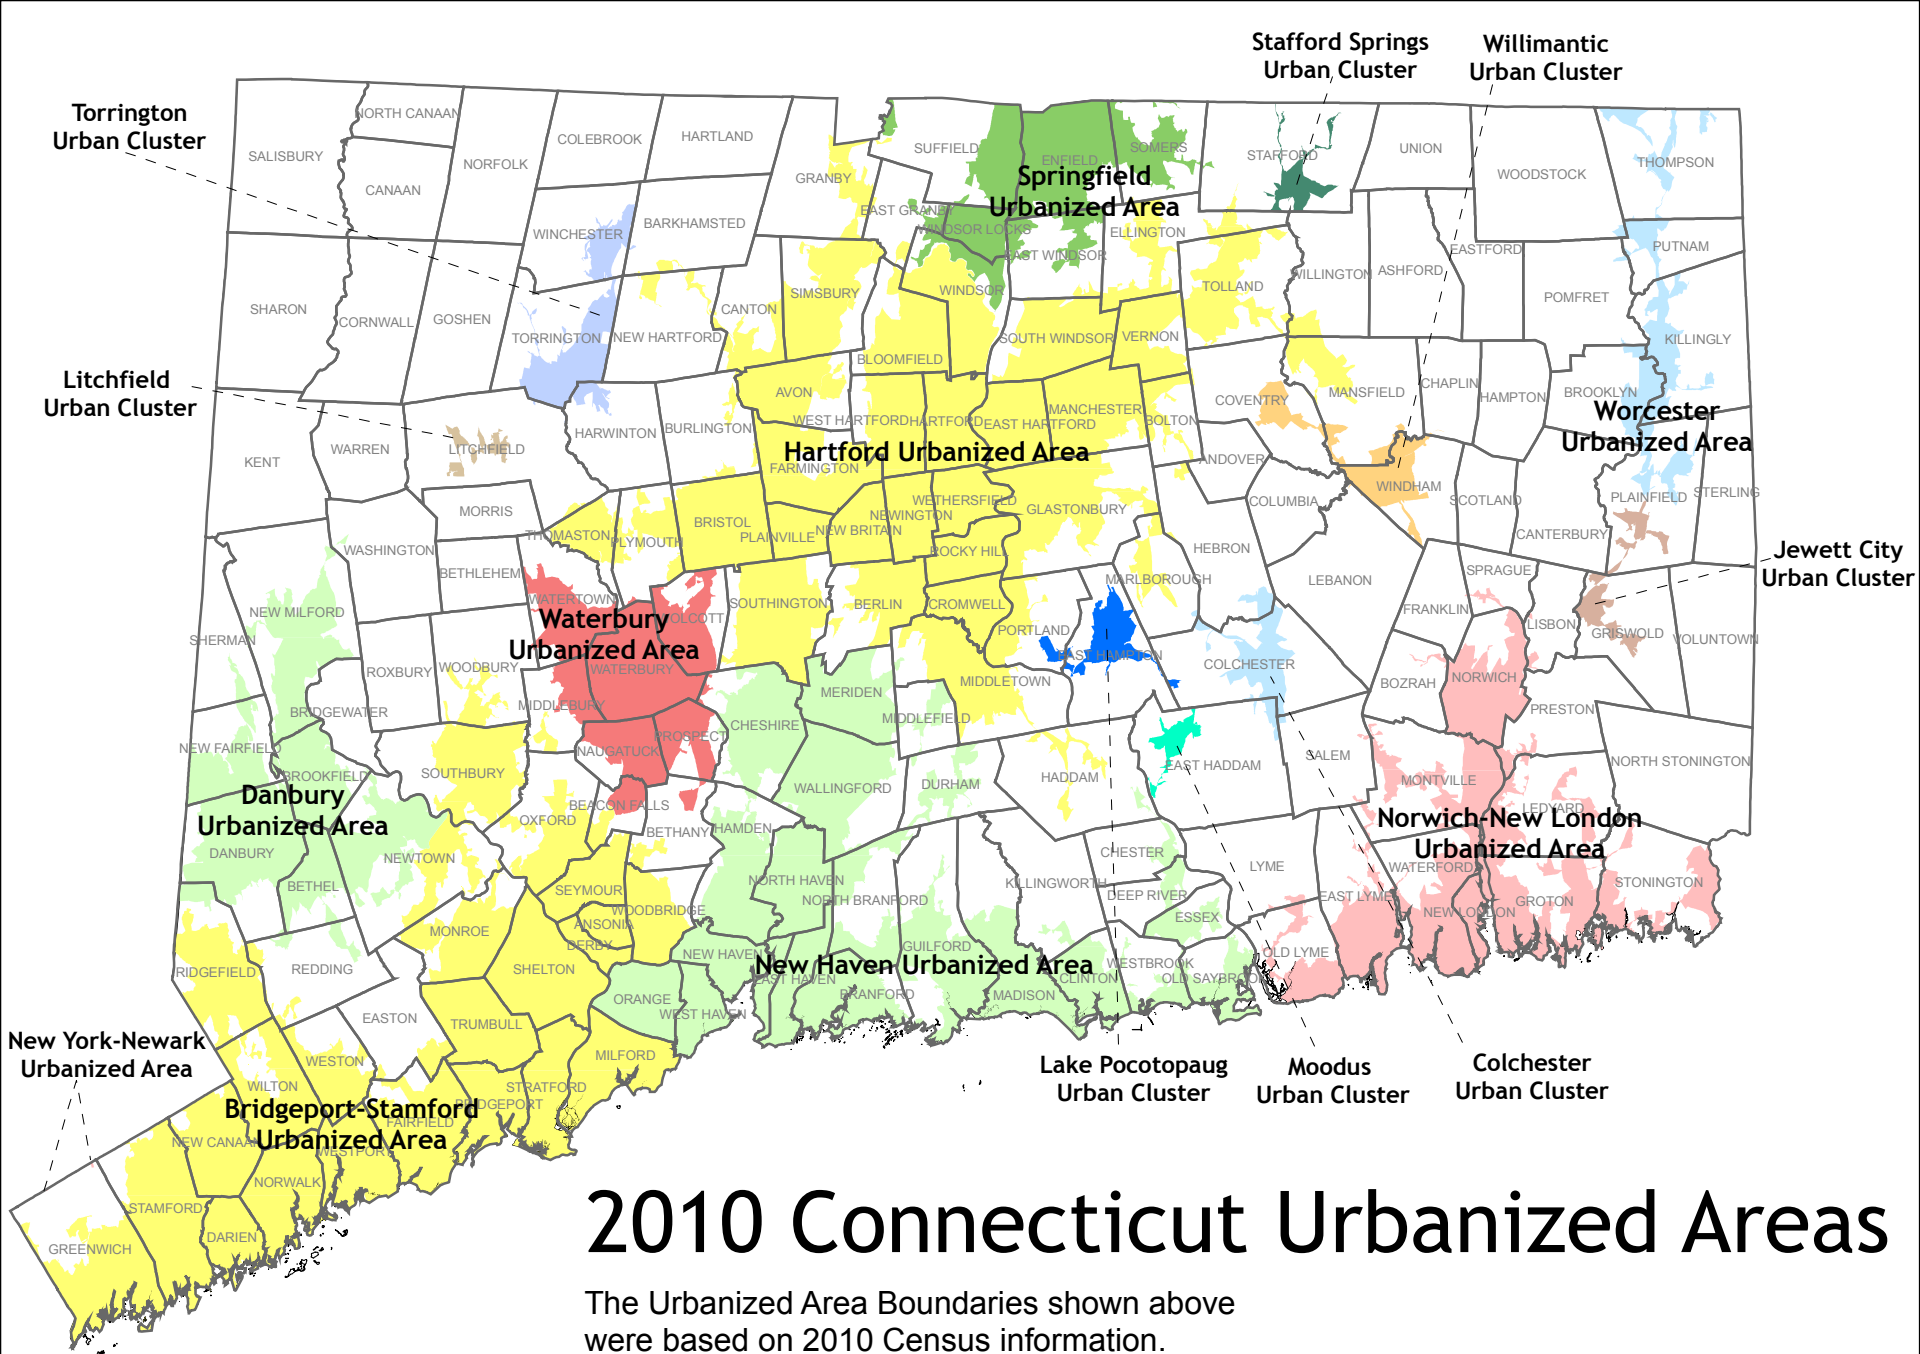 Stafford Springs
Urban Cluster
Willimantic
Urban Cluster
Torrington
Urban Cluster
NORTH CANAAN
SALISBURY
CANAAN
NORFOLK
COLEBROOK
HARTLAND
GRANBY
SUFFIELD
ENFIELD
SOMERS
STAFFORD
UNION
WOODSTOCK
THOMPSON
Springfield
Urbanized Area
EAST GRANBY
WINDSOR LOCKS
EAST WINDSOR
ELLINGTON
WINCHESTER
BARKHAMSTED
EASTFORD
PUTNAM
SHARON
CORNWALL
GOSHEN
TORRINGTON
NEW HARTFORD
CANTON
SIMSBURY
WINDSOR
TOLLAND
WILLINGTON
ASHFORD
POMFRET
KILLINGLY
BLOOMFIELD
SOUTH WINDSOR
VERNON
Litchfield
Urban Cluster
AVON
WEST HARTFORD
HARTFORD
EAST HARTFORD
MANCHESTER
BOLTON
COVENTRY
MANSFIELD
CHAPLIN
HAMPTON
BROOKLYN
Worcester
Urbanized Area
KENT
WARREN
LITCHFIELD
HARWINTON
BURLINGTON
Hartford Urbanized Area
FARMINGTON
ANDOVER
COLUMBIA
WINDHAM
SCOTLAND
PLAINFIELD
STERLING
MORRIS
BRISTOL
PLAINVILLE
NEW BRITAIN
NEWINGTON
WETHERSFIELD
GLASTONBURY
CANTERBURY
WASHINGTON
THOMASTON
PLYMOUTH
ROCKY HILL
HEBRON
Jewett City
Urban Cluster
BETHLEHEM
WATERTOWN
WOLCOTT
SOUTHINGTON
BERLIN
CROMWELL
MARLBOROUGH
LEBANON
SPRAGUE
FRANKLIN
LISBON
GRISWOLD
VOLUNTOWN
NEW MILFORD
SHERMAN
Waterbury
Urbanized Area
PORTLAND
EAST HAMPTON
COLCHESTER
BOZRAH
NORWICH
PRESTON
ROXBURY
WOODBURY
WATERBURY
MIDDLEBURY
MERIDEN
MIDDLETOWN
MIDDLEFIELD
BRIDGEWATER
NEW FAIRFIELD
BROOKFIELD
SOUTHBURY
NAUGATUCK
PROSPECT
CHESHIRE
WALLINGFORD
DURHAM
HADDAM
EAST HADDAM
SALEM
MONTVILLE
NORTH STONINGTON
Danbury
Urbanized Area
OXFORD
BEACON FALLS
BETHANY
HAMDEN
LEDYARD
Norwich-New London
Urbanized Area
DANBURY
BETHEL
NEWTOWN
SEYMOUR
WOODBRIDGE
ANSONIA
DERBY
NORTH HAVEN
NORTH BRANFORD
KILLINGWORTH
CHESTER
DEEP RIVER
ESSEX
LYME
EAST LYME
WATERFORD
NEW LONDON
GROTON
STONINGTON
RIDGEFIELD
REDDING
MONROE
SHELTON
NEW HAVEN
EAST HAVEN
New Haven Urbanized Area
GUILFORD
BRANFORD
MADISON
CLINTON
WESTBROOK
OLD SAYBROOK
OLD LYME
EASTON
TRUMBULL
ORANGE
WEST HAVEN
MILFORD
New York-Newark
Urbanized Area
WESTON
WILTON
STRATFORD
BRIDGEPORT
FAIRFIELD
Bridgeport-Stamford
Urbanized Area
NEW CANAAN
WESTPORT
NORWALK
STAMFORD
DARIEN
GREENWICH
Lake Pocotopaug
Urban Cluster
Moodus
Urban Cluster
Colchester
Urban Cluster
2010 Connecticut Urbanized Areas
The Urbanized Area Boundaries shown above
were based on 2010 Census information.